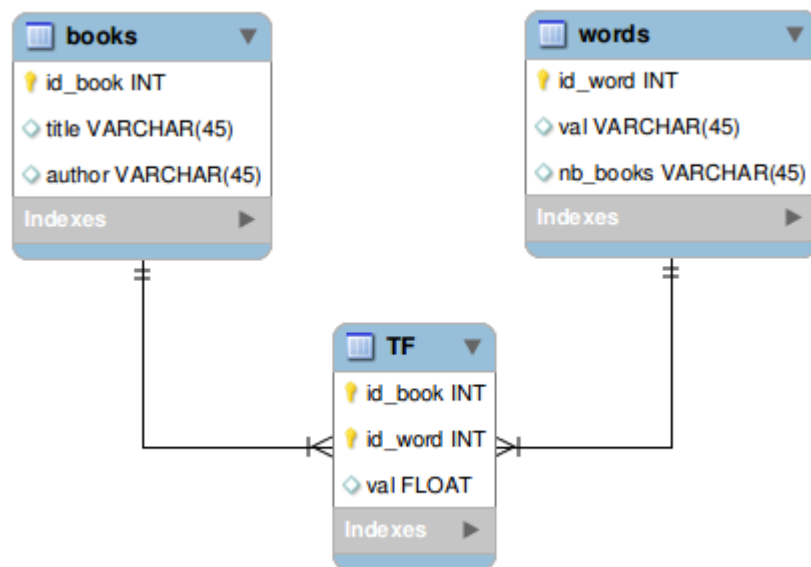 books
id_book INT
title VARCHAR(45)
author VARCHAR(45)
Indexes
words
id_word INT
val VARCHAR(45)
nb_books VARCHAR(45)
Indexes
TF
id_book INT
id_word INT
val FLOAT
Indexes